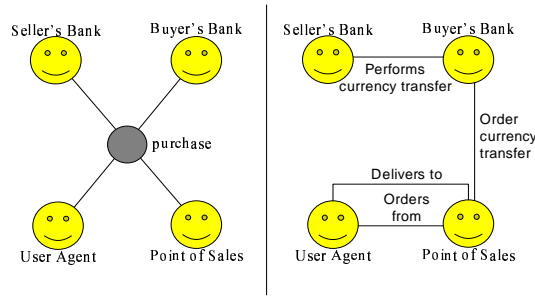 Seller's Bank
Buyer's Bank
purchase
User Agent
Point of Sales
Seller's Bank
Buyer's Bank
Performs
currency transfer
Order
currency
transfer
Delivers to
Orders
from
User Agent
Point of Sales